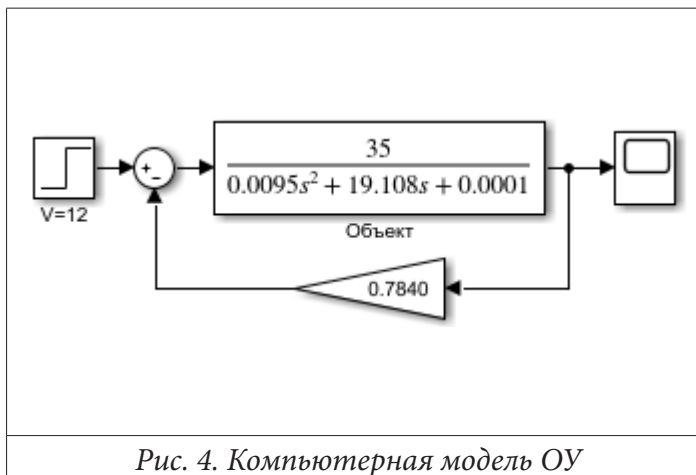 35
0.0095s² + 19.108s + 0.0001
+
−
V=12
Объект
0.7840
Рис. 4. Компьютерная модель ОУ